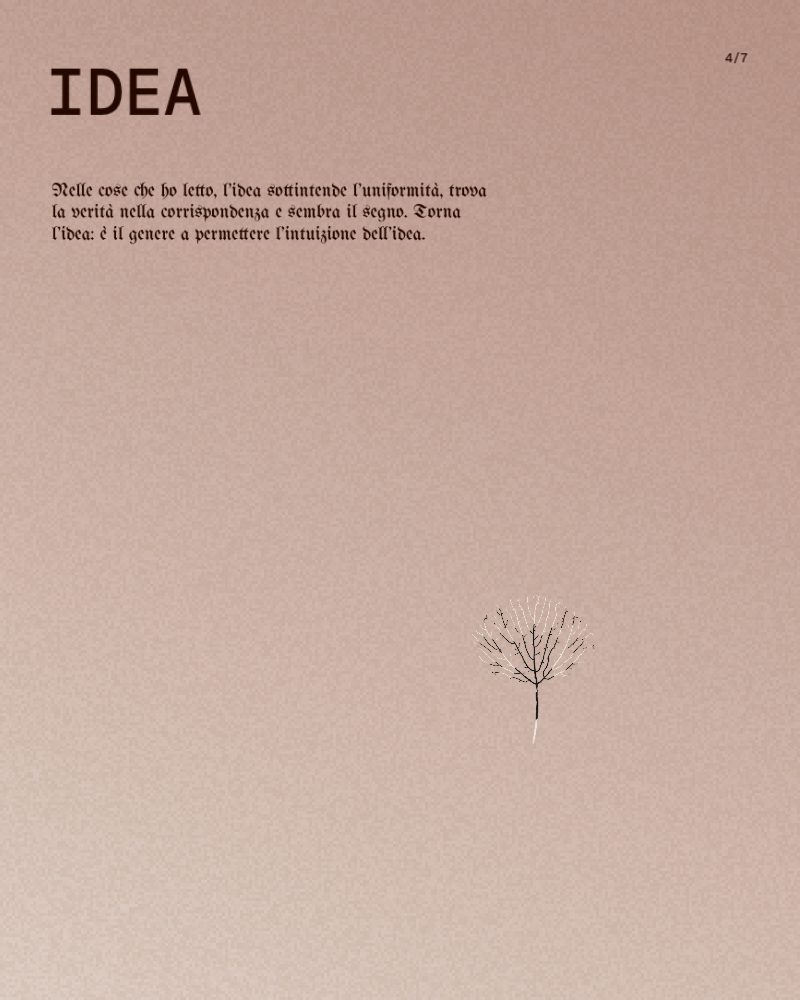 4/7
IDEA
Nelle cose che ho letto, l'idea sottintende l'uniformità, trova
la verità nella corrispondenza e sembra il segno. Torna
l'idea: è il genere a permettere l'intuizione dell'idea.